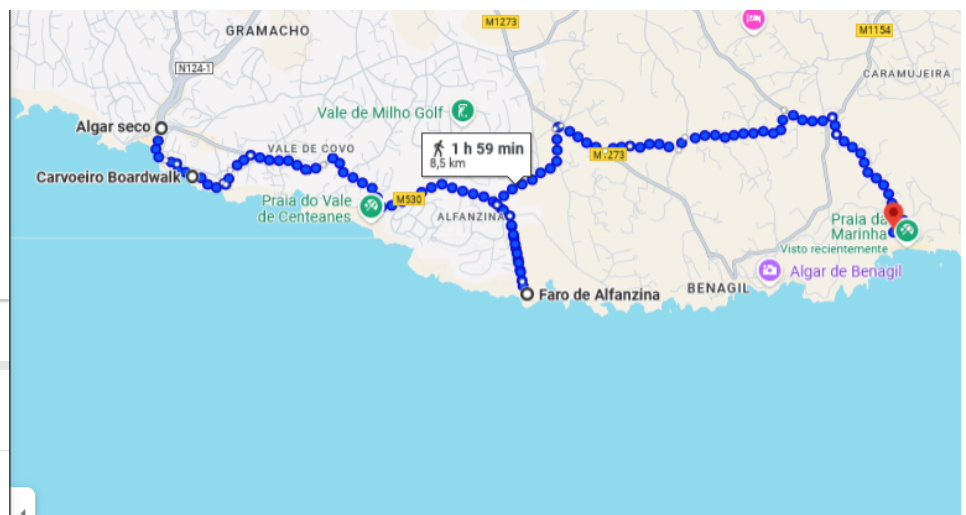 M1273
GRAMACHO
M1154
N124-1
CARAMUJEIRA
Vale de Milho Golf
Algar seco
VALE DE COVO
1 h 59 min
8,5 km
M1273
Carvoeiro Boardwalk
M530
Praia do Vale
de Centeanes
ALFANZINA
Praia da
Marinha
Visto recientemente
Algar de Benagil
BENAGIL
Faro de Alfanzina